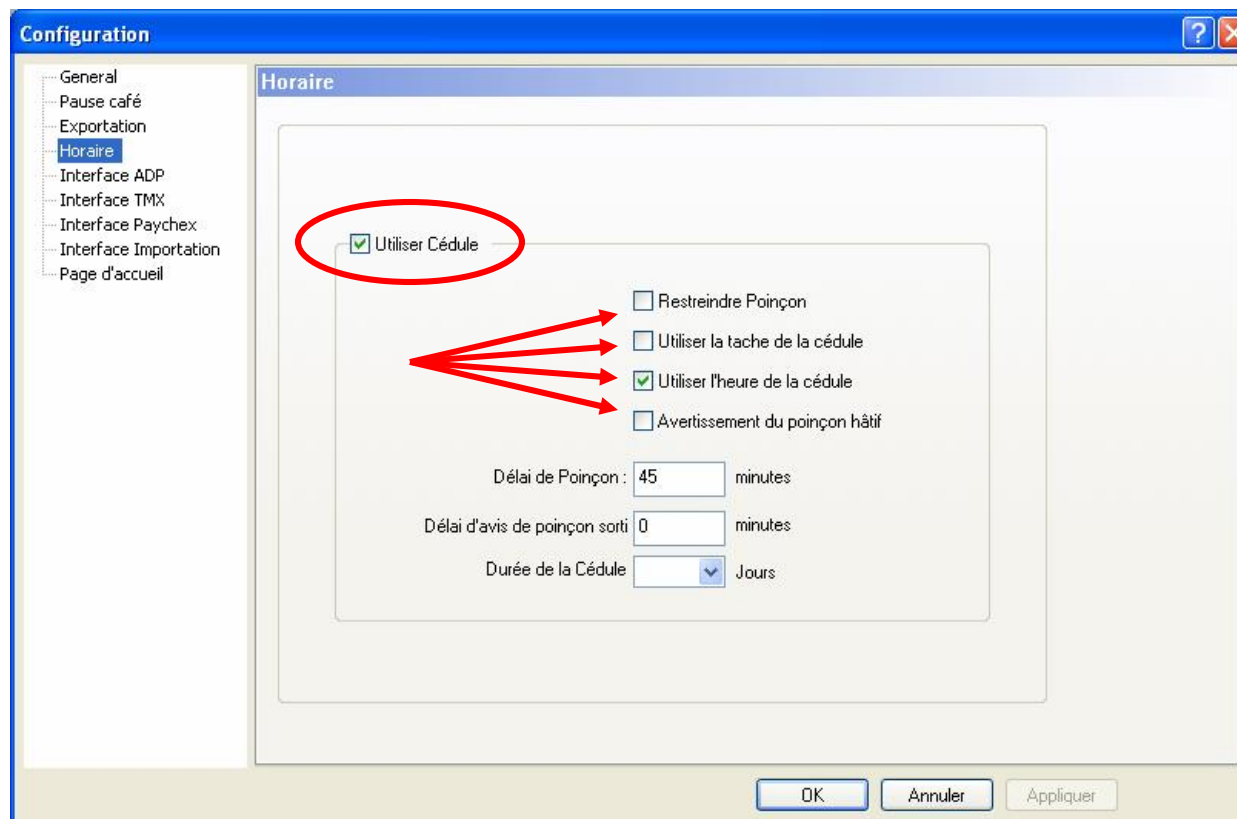 Configuration
General
Pause café
Exportation
Horaire
Interface ADP
Interface TMX
Interface Paychex
Interface Importation
Page d'accueil
Horaire
Utiliser Cédule
Restreindre Poinçon
Utiliser la tache de la cédule
Utiliser l'heure de la cédule
Avertissement du poinçon hâtif
Délai de Poinçon : 45 minutes
Délai d'avis de poinçon sorti 0 minutes
Durée de la Cédule Jours
OK Annuler Appliquer